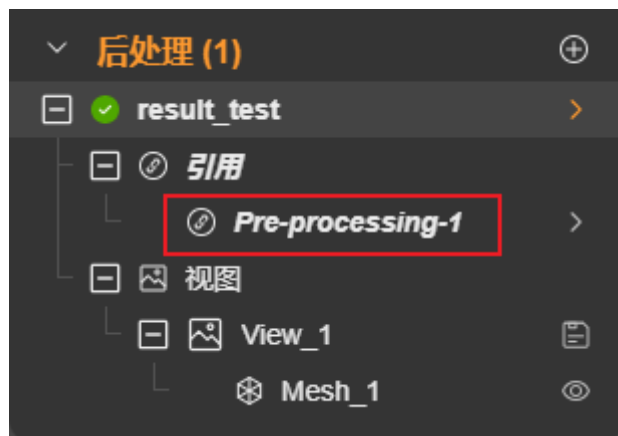 后处理 (1)
result_test
引用
Pre-processing-1
视图
View_1
Mesh_1